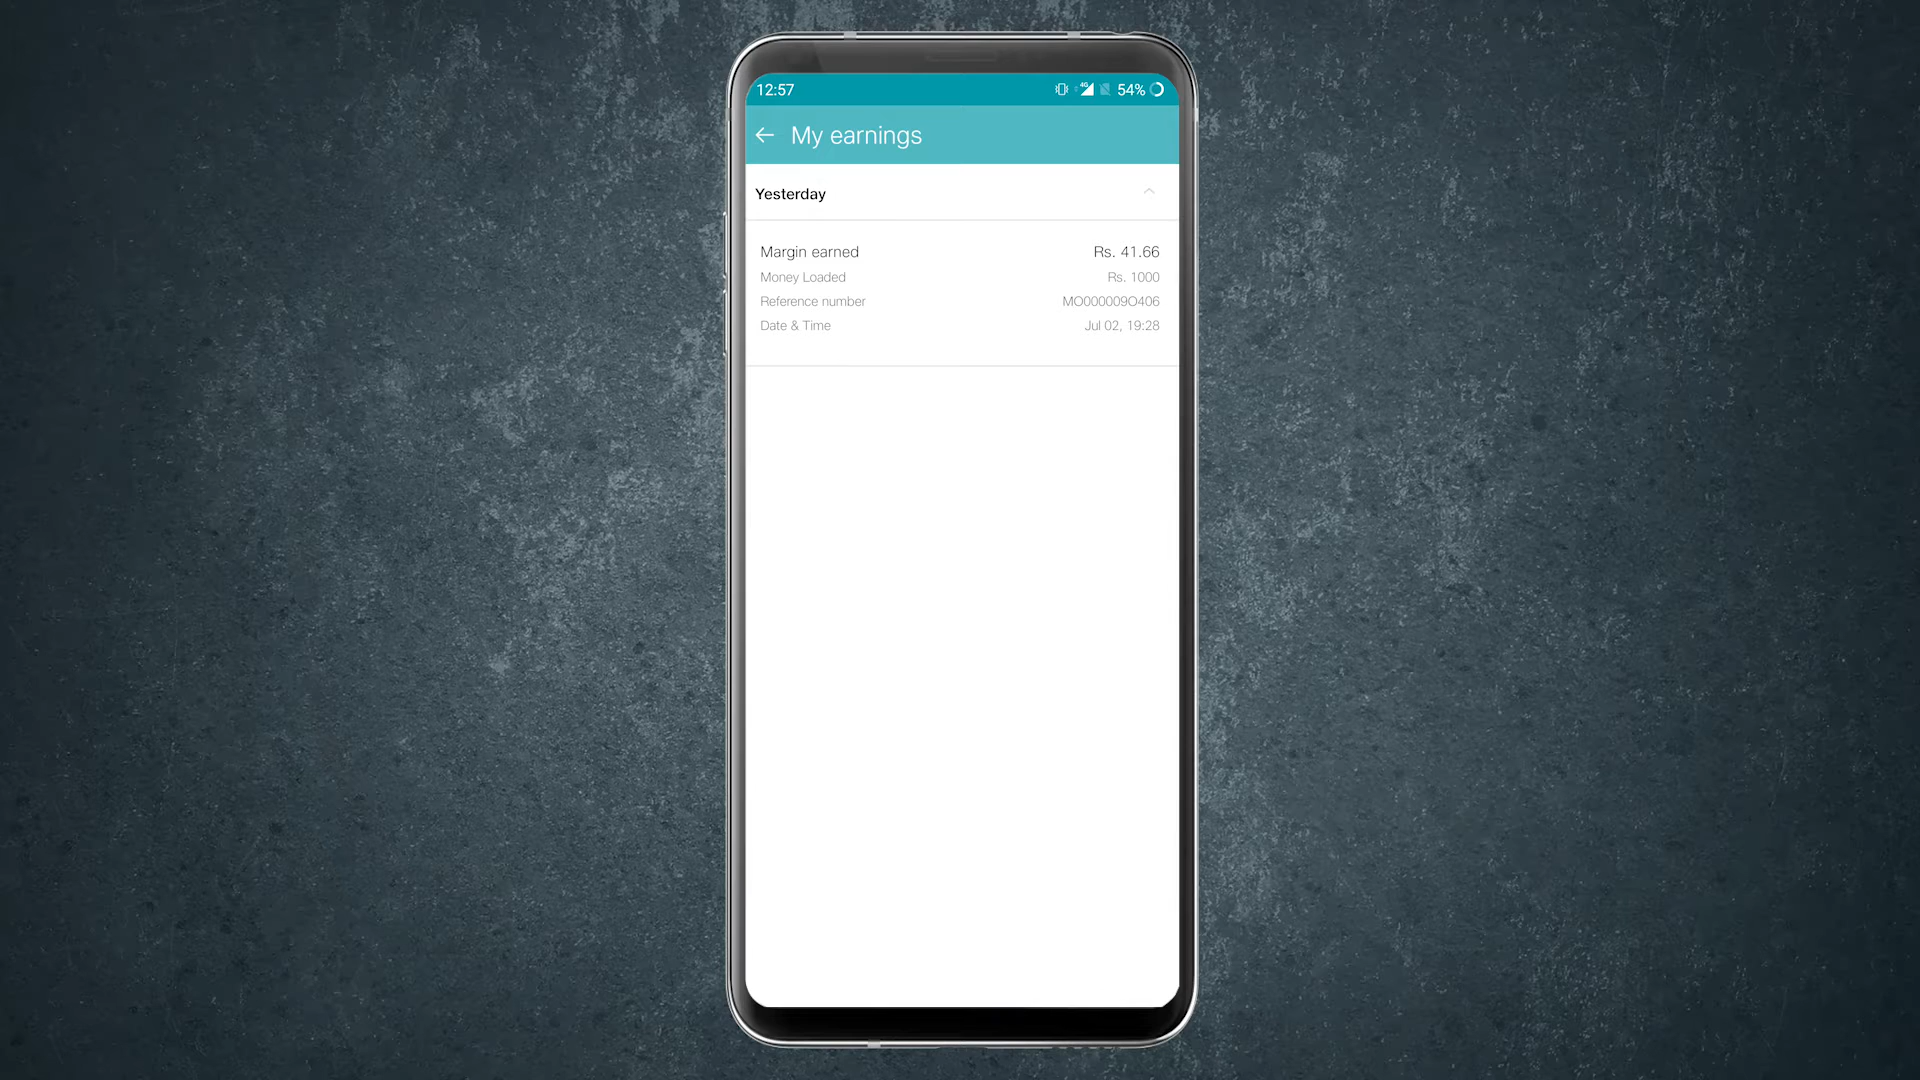 12:57 4G 54%
My earnings
Yesterday
Margin earned Rs. 41.66
Money Loaded Rs. 1000
Reference number MO000009O406
Date & Time Jul 02, 19:28